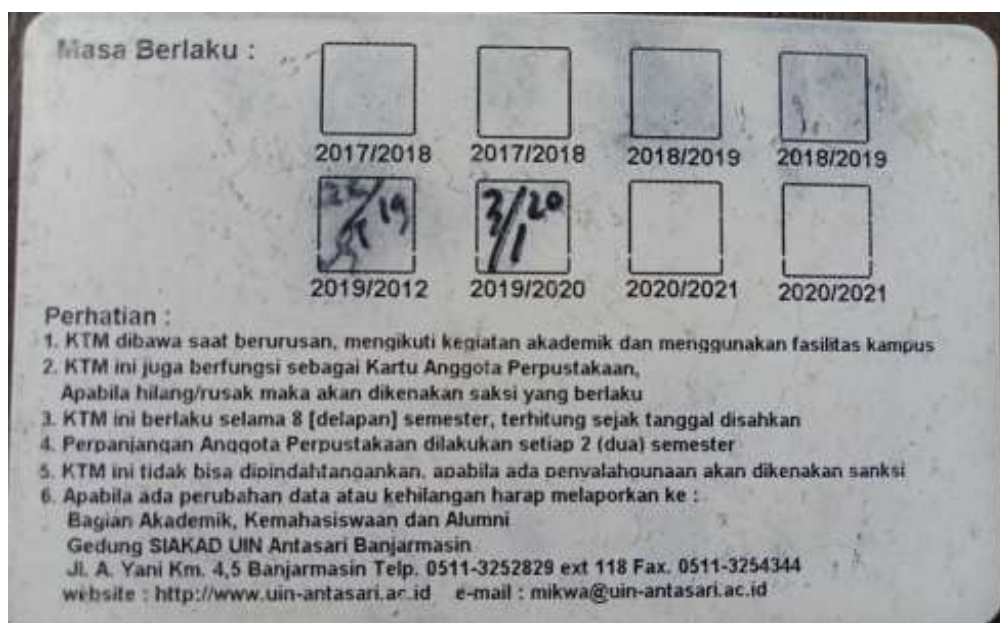 Masa Berlaku :
2017/2018 2017/2018 2018/2019 2018/2019
19 3/20
1
2019/2012 2019/2020 2020/2021 2020/2021
Perhatian :
1. KTM dibawa saat berurusan, mengikuti kegiatan akademik dan menggunakan fasilitas kampus
2. KTM ini juga berfungsi sebagai Kartu Anggota Perpustakaan,
Apabila hilang/rusak maka akan dikenakan saksi yang berlaku
3. KTM ini berlaku selama 8 [delapan] semester, terhitung sejak tanggal disahkan
4. Perpanjangan Anggota Perpustakaan dilakukan setiap 2 (dua) semester
5. KTM ini tidak bisa dipindahtangankan, apabila ada penyalahgunaan akan dikenakan sanksi
6. Apabila ada perubahan data atau kehilangan harap melaporkan ke :
Bagian Akademik, Kemahasiswaan dan Alumni
Gedung SIAKAD UIN Antasari Banjarmasin
Jl. A. Yani Km. 4,5 Banjarmasin Telp. 0511-3252829 ext 118 Fax. 0511-3254344
website : http://www.uin-antasari.ac.id e-mail : mikwa@uin-antasari.ac.id